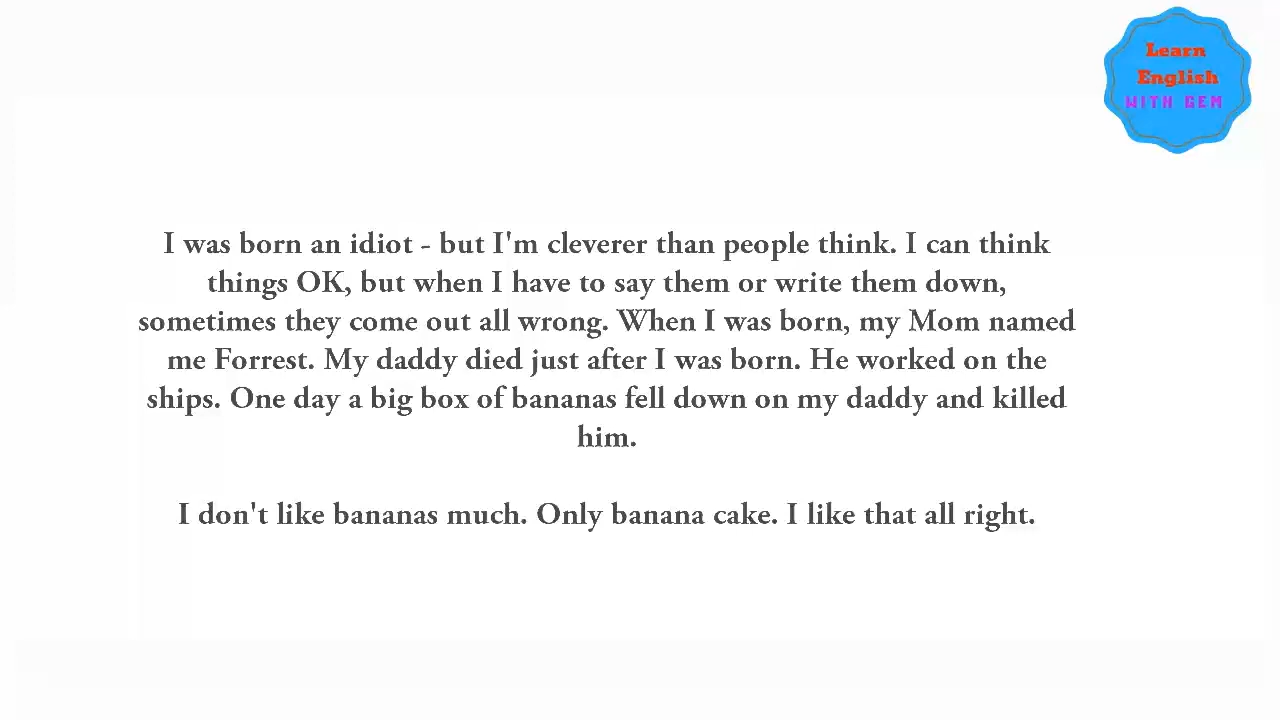 Learn
English
WITH GEM
I was born an idiot - but I'm cleverer than people think. I can think
things OK, but when I have to say them or write them down,
sometimes they come out all wrong. When I was born, my Mom named
me Forrest. My daddy died just after I was born. He worked on the
ships. One day a big box of bananas fell down on my daddy and killed
him.
I don't like bananas much. Only banana cake. I like that all right.